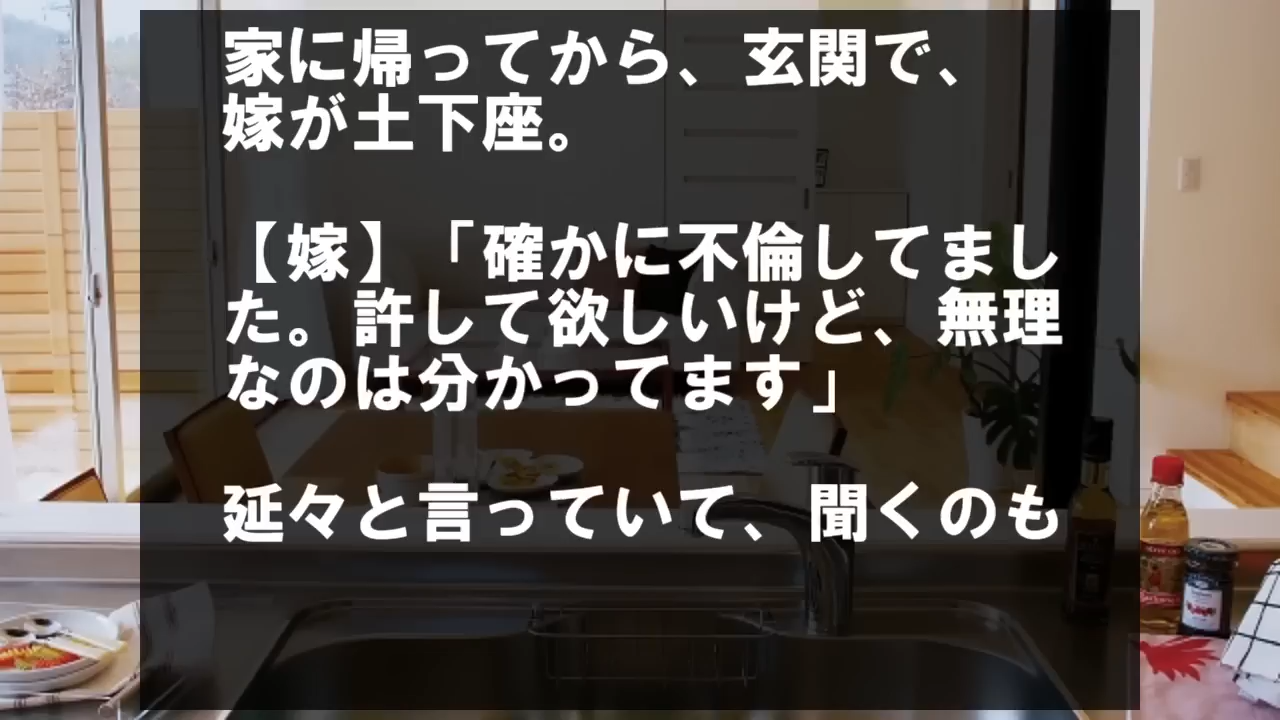 家に帰ってから、玄関で、
嫁が土下座。
【嫁】「確かに不倫してまし
た。許して欲しいけど、無理
なのは分かってます」
延々と言っていて、聞くのも